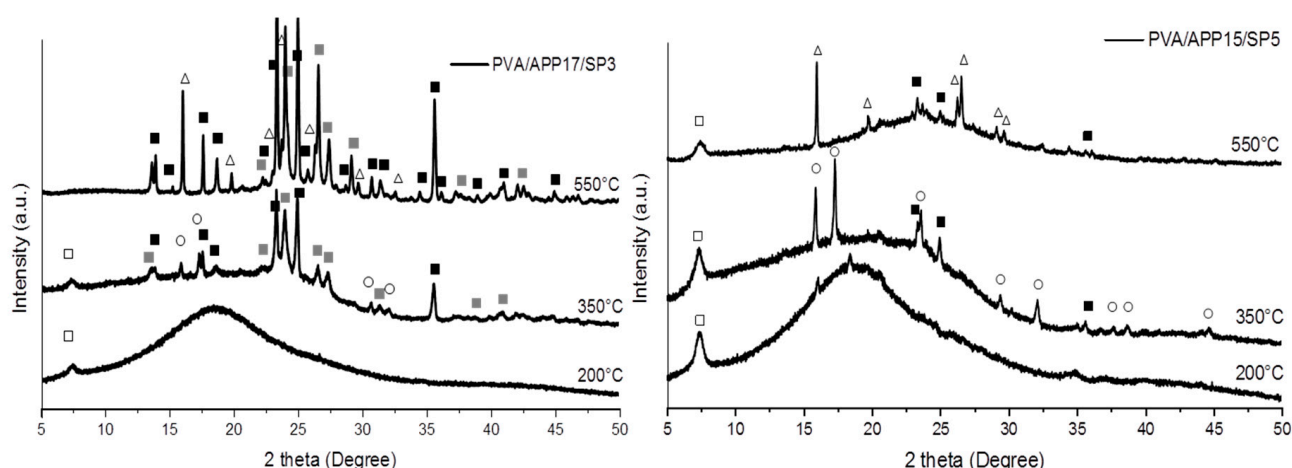 PVA/APP17/SP3
550°C
350°C
200°C
Intensity (a.u.)
5 10 15 20 25 30 35 40 45 50
2 theta (Degree)
PVA/APP15/SP5
550°C
350°C
200°C
Intensity (a.u.)
5 10 15 20 25 30 35 40 45 50
2 theta (Degree)